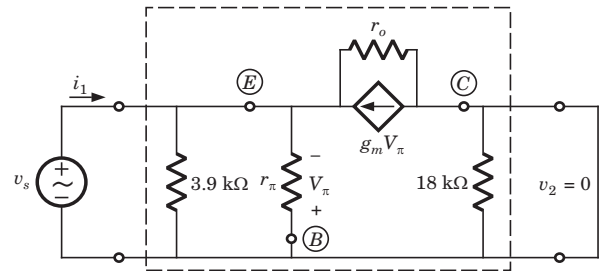 r_o
i_1
E
C
g_m V_π
v_s
+
−
3.9 kΩ
r_π
−
V_π
+
18 kΩ
v_2 = 0
B